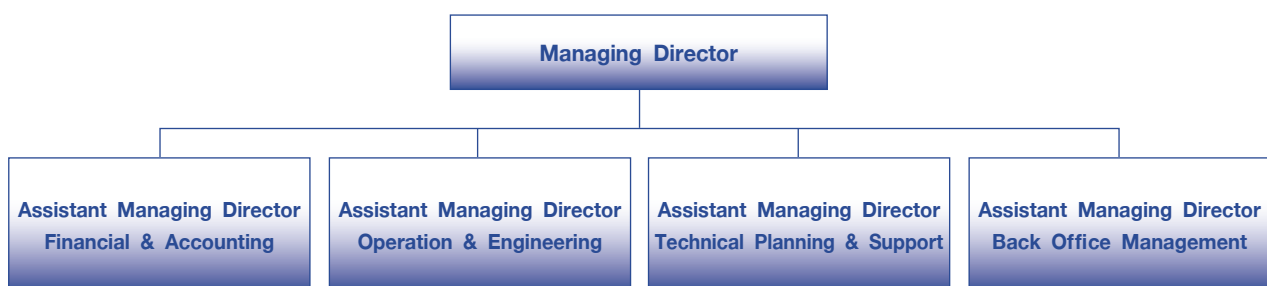 Managing Director
Assistant Managing Director
Financial & Accounting
Assistant Managing Director
Operation & Engineering
Assistant Managing Director
Technical Planning & Support
Assistant Managing Director
Back Office Management